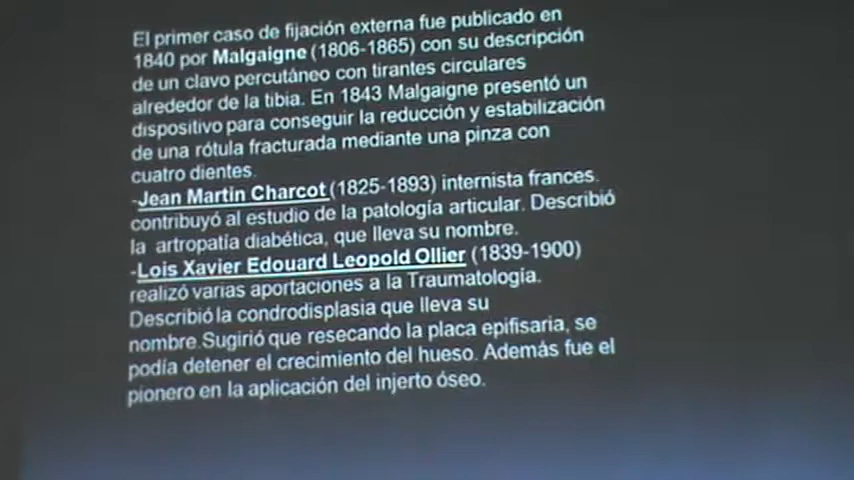 El primer caso de fijación externa fue publicado en
1840 por Malgaigne (1806-1865) con su descripción
de un clavo percutáneo con tirantes circulares
alrededor de la tibia. En 1843 Malgaigne presentó un
dispositivo para conseguir la reducción y estabilización
de una rótula fracturada mediante una pinza con
cuatro dientes.
-Jean Martin Charcot (1825-1893) internista frances.
contribuyó al estudio de la patología articular. Describió
la artropatía diabética, que lleva su nombre.
-Lois Xavier Edouard Leopold Ollier (1839-1900)
realizó varias aportaciones a la Traumatología.
Describió la condrodisplasia que lleva su
nombre.Sugirió que resecando la placa epifisaria, se
podía detener el crecimiento del hueso. Además fue el
pionero en la aplicación del injerto óseo.